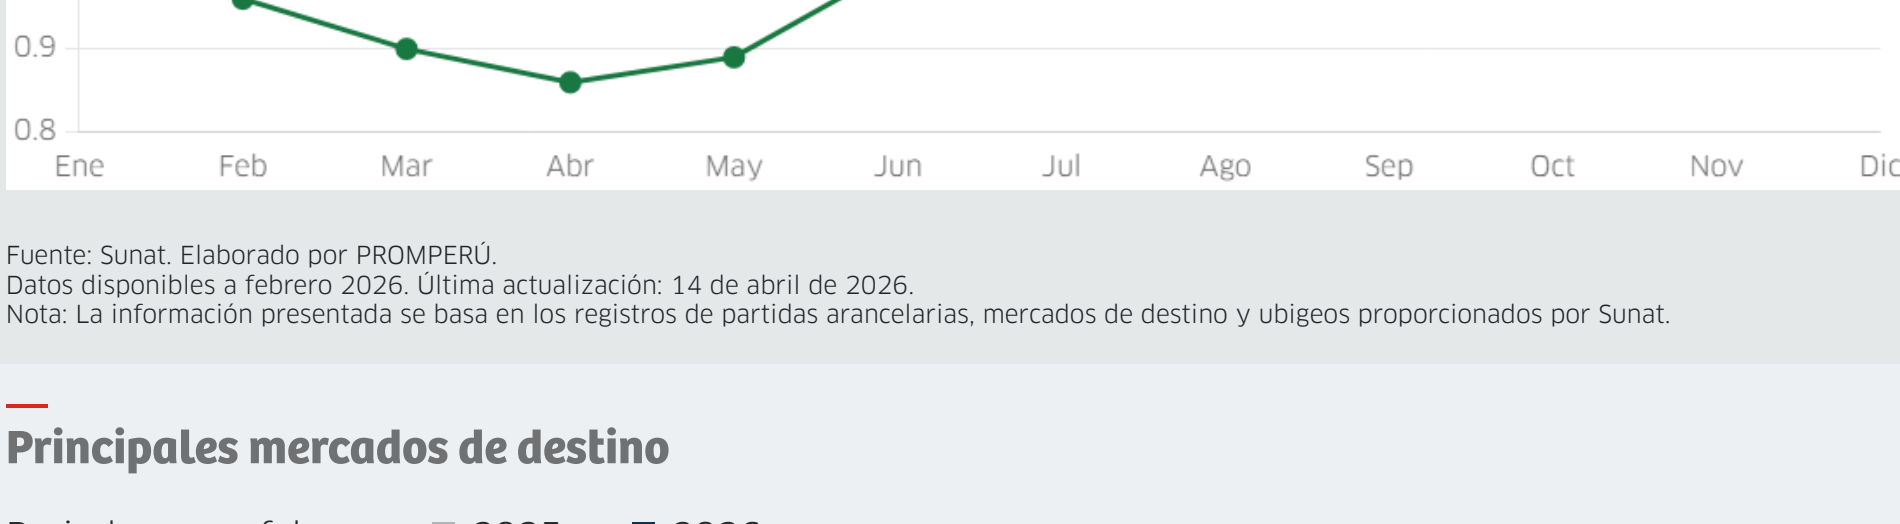 0.9
0.8
Ene Feb Mar Abr May Jun Jul Ago Sep Oct Nov
Fuente: Sunat. Elaborado por PROMPERÚ.
Datos disponibles a febrero 2026. Última actualización: 14 de abril de 2026.
Nota: La información presentada se basa en los registros de partidas arancelarias, mercados de destino y ubigeos proporcionados por Sunat.
Principales mercados de destino